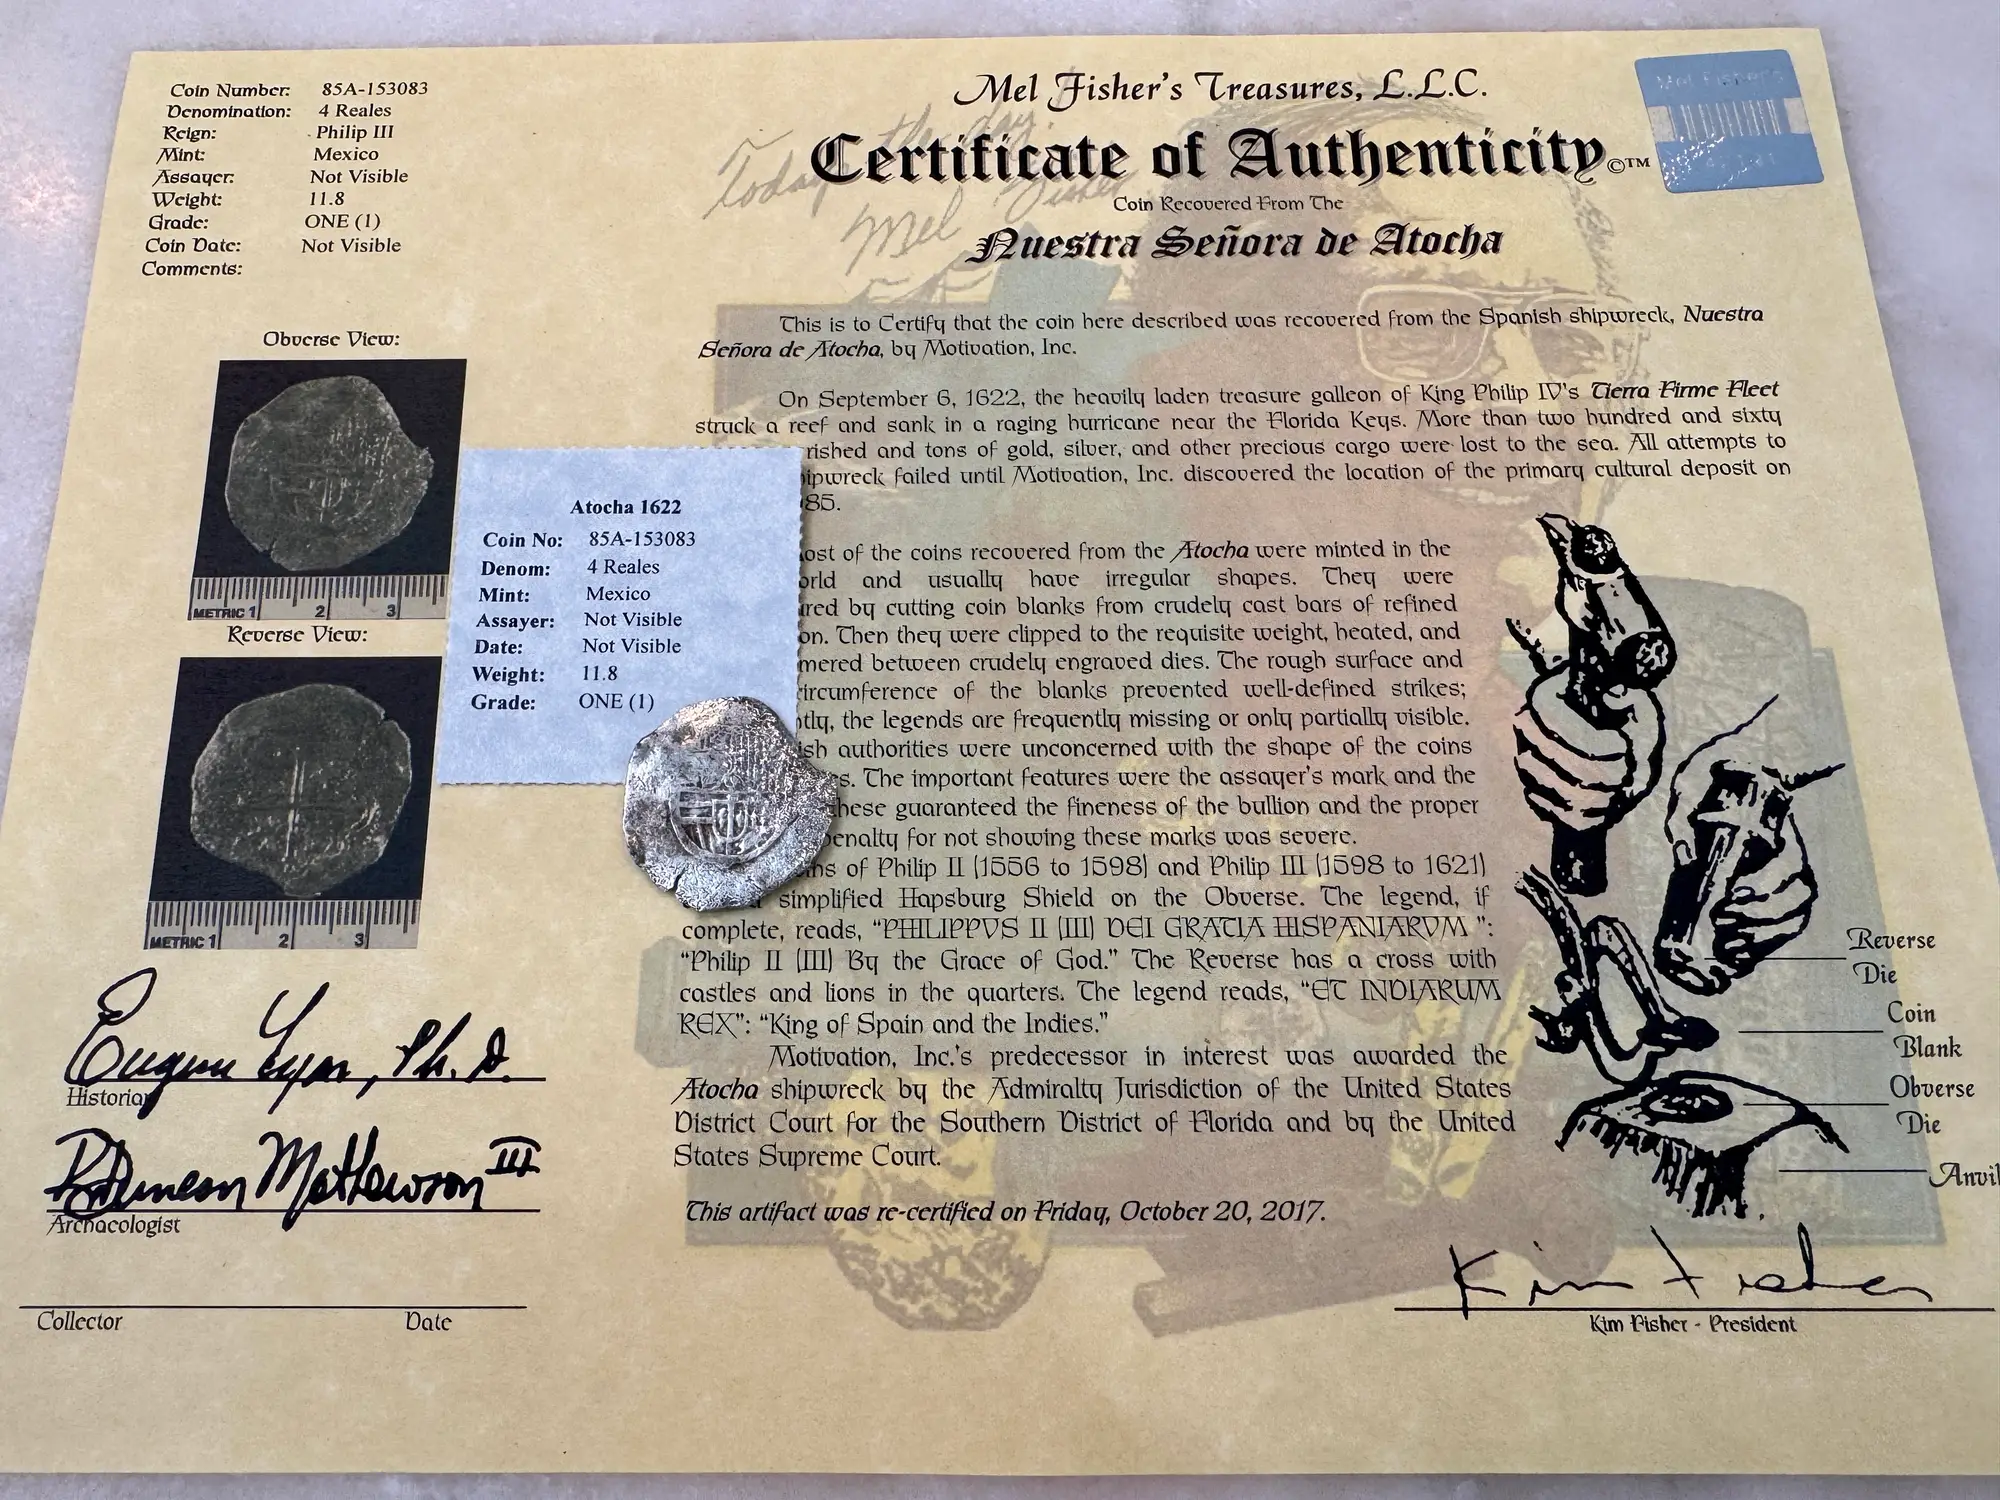 Coin Number: 85A-153083
Denomination: 4 Reales
Reign: Philip III
Mint: Mexico
Assayer: Not Visible
Weight: 11.8
Grade: ONE (1)
Coin Date: Not Visible
Comments:
Obverse View:
METRIC 1 2 3
Reverse View:
METRIC 1 2 3
Eugene Lyon, Ph.D.
Historian
R Duncan Mathewson III
Archaeologist
Collector Date
Atocha 1622
Coin No: 85A-153083
Denom: 4 Reales
Mint: Mexico
Assayer: Not Visible
Date: Not Visible
Weight: 11.8
Grade: ONE (1)
Mel Fisher's Treasures, L.L.C.
Certificate of Authenticity©™
Today the day
Mel Fisher
Mel Fisher's
Coin Recovered From The
Nuestra Señora de Atocha
This is to Certify that the coin here described was recovered from the Spanish shipwreck, Nuestra
Señora de Atocha, by Motivation, Inc.
On September 6, 1622, the heavily laden treasure galleon of King Philip IV's Tierra Firme Fleet
struck a reef and sank in a raging hurricane near the Florida Keys. More than two hundred and sixty
rished and tons of gold, silver, and other precious cargo were lost to the sea. All attempts to
ipwreck failed until Motivation, Inc. discovered the location of the primary cultural deposit on
85.
ost of the coins recovered from the Atocha were minted in the
orld and usually have irregular shapes. They were
red by cutting coin blanks from crudely cast bars of refined
on. Then they were clipped to the requisite weight, heated, and
mered between crudely engraved dies. The rough surface and
ircumference of the blanks prevented well-defined strikes;
tly, the legends are frequently missing or only partially visible.
ish authorities were unconcerned with the shape of the coins
s. The important features were the assayer's mark and the
hese guaranteed the fineness of the bullion and the proper
penalty for not showing these marks was severe.
ins of Philip II (1556 to 1598) and Philip III (1598 to 1621)
simplified Hapsburg Shield on the Obverse. The legend, if
complete, reads, "PHILIPPVS II (III) DEI GRATIA HISPANIARVM ":
"Philip II (III) By the Grace of God." The Reverse has a cross with
castles and lions in the quarters. The legend reads, "ET INDIARUM
REX": "King of Spain and the Indies."
Motivation, Inc.'s predecessor in interest was awarded the
Atocha shipwreck by the Admiralty Jurisdiction of the United States
District Court for the Southern District of Florida and by the United
States Supreme Court.
This artifact was re-certified on Friday, October 20, 2017.
Reverse
Die
Coin
Blank
Obverse
Die
Anvil
Kim Fisher
Kim Fisher - President